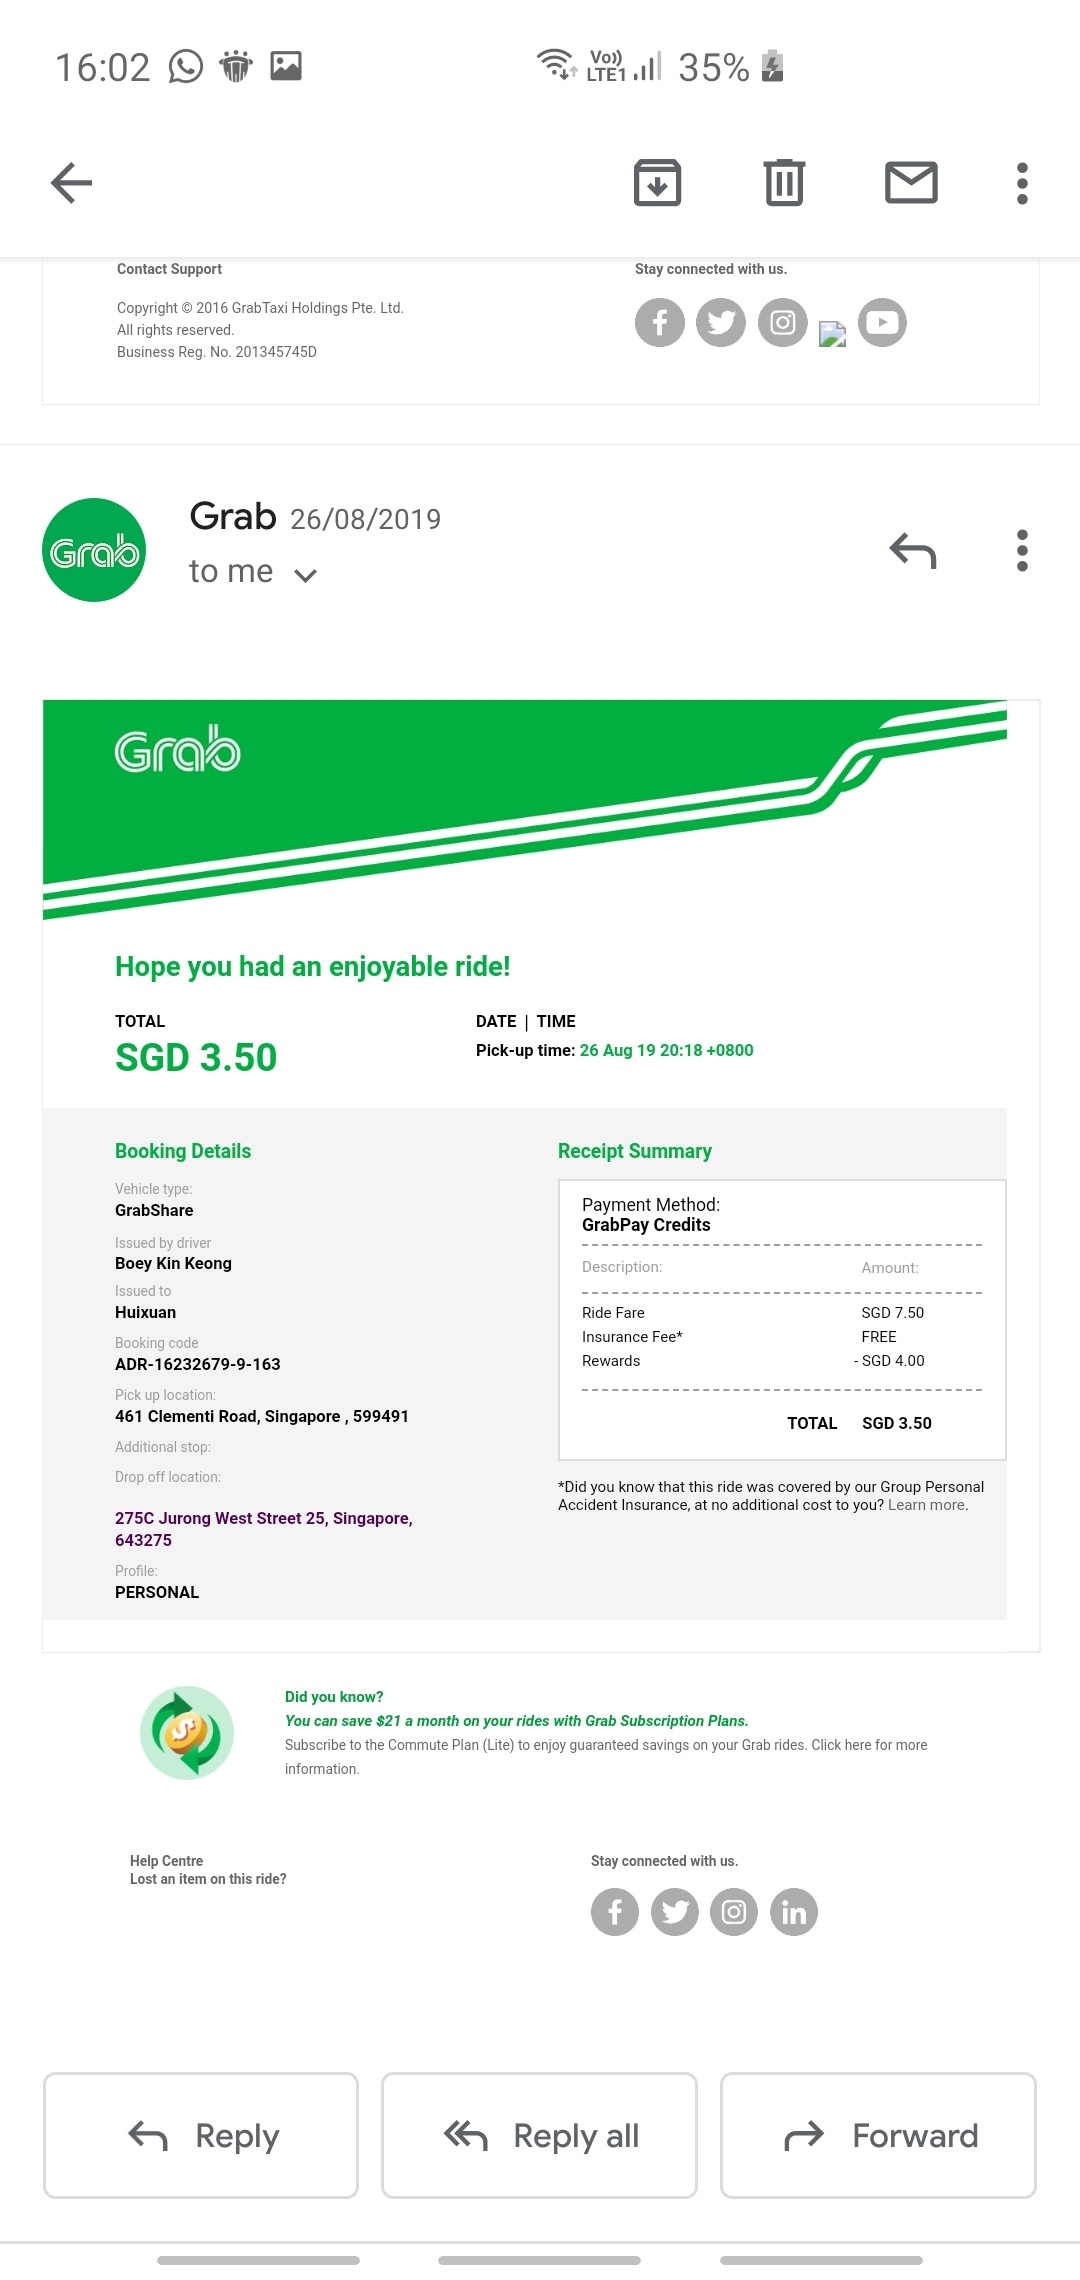 16:02
Vo))
LTE1
35%
Contact Support
Stay connected with us.
Copyright © 2016 GrabTaxi Holdings Pte. Ltd.
All rights reserved.
Business Reg. No. 201345745D
Grab
Grab 26/08/2019
to me
Grab
Hope you had an enjoyable ride!
TOTAL
SGD 3.50
DATE | TIME
Pick-up time: 26 Aug 19 20:18 +0800
Booking Details
Vehicle type:
GrabShare
Issued by driver
Boey Kin Keong
Issued to
Huixuan
Booking code
ADR-16232679-9-163
Pick up location:
461 Clementi Road, Singapore , 599491
Additional stop:
Drop off location:
275C Jurong West Street 25, Singapore,
643275
Profile:
PERSONAL
Receipt Summary
Payment Method:
GrabPay Credits
Description: Amount:
Ride Fare SGD 7.50
Insurance Fee* FREE
Rewards - SGD 4.00
TOTAL SGD 3.50
*Did you know that this ride was covered by our Group Personal
Accident Insurance, at no additional cost to you? Learn more.
Did you know?
You can save $21 a month on your rides with Grab Subscription Plans.
Subscribe to the Commute Plan (Lite) to enjoy guaranteed savings on your Grab rides. Click here for more
information.
Help Centre
Lost an item on this ride?
Stay connected with us.
Reply
Reply all
Forward